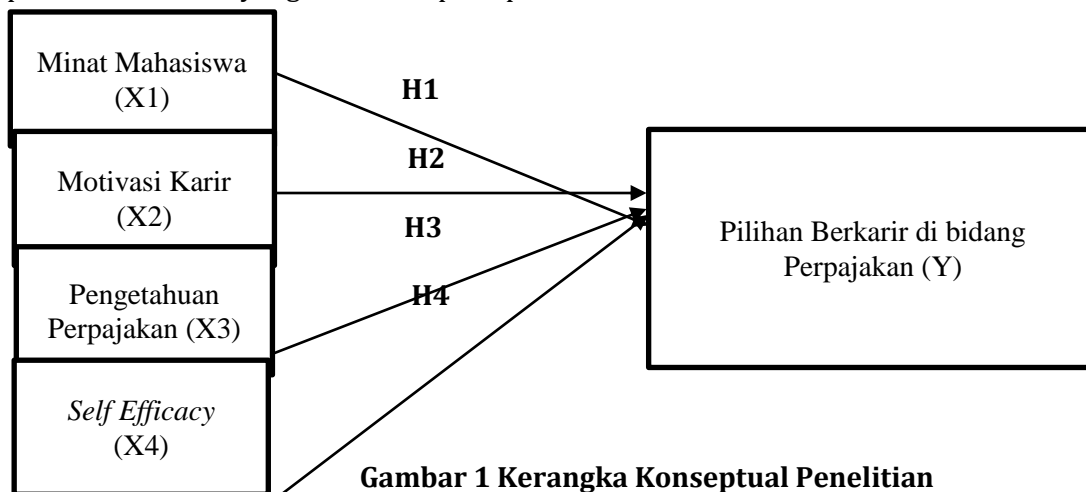 Minat Mahasiswa
(X1)
H1
H2
Motivasi Karir
(X2)
H3
Pilihan Berkarir di bidang
Perpajakan (Y)
Pengetahuan
Perpajakan (X3)
H4
Self Efficacy
(X4)
Gambar 1 Kerangka Konseptual Penelitian